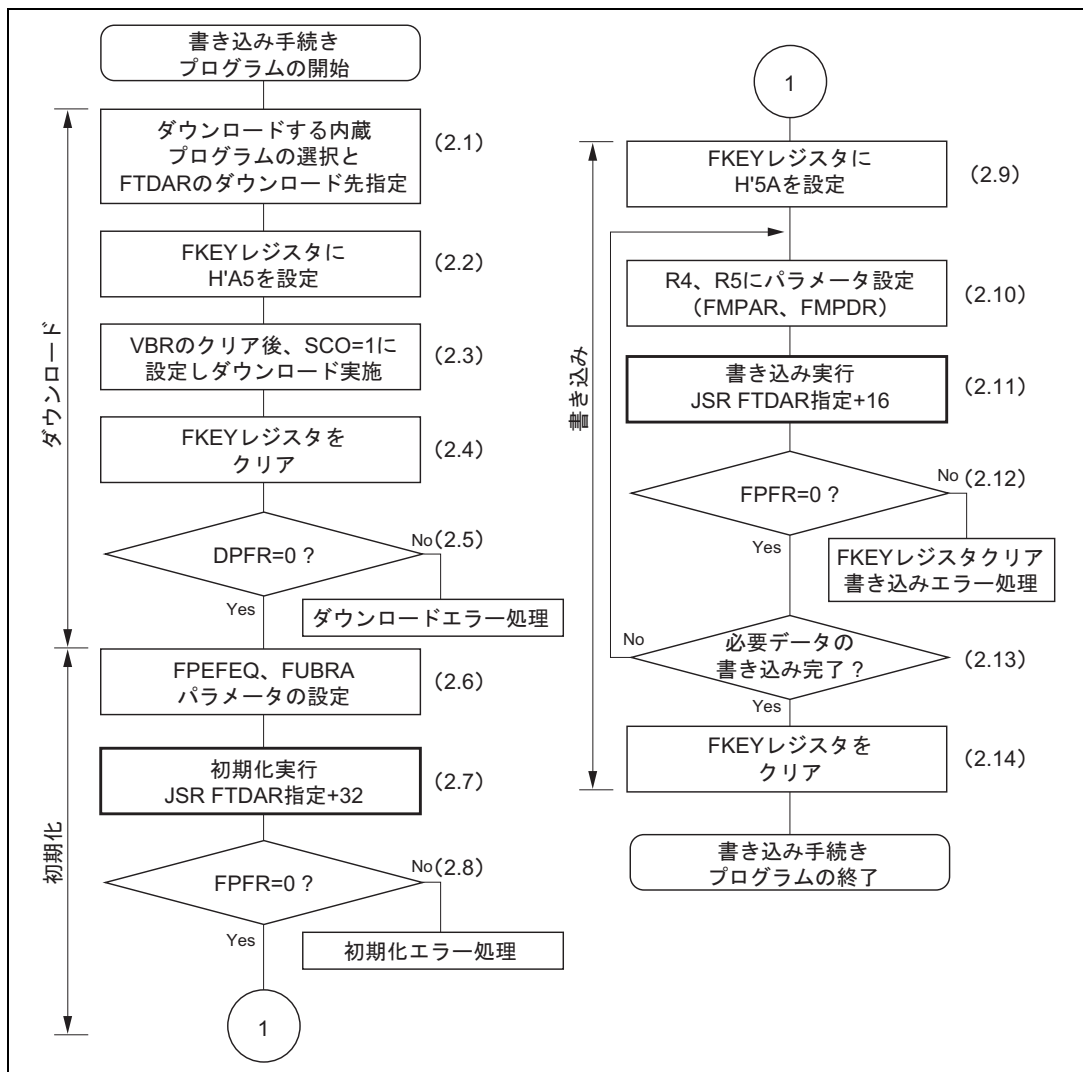 書き込み手続き
プログラムの開始
ダウンロード
ダウンロードする内蔵
プログラムの選択と
FTDARのダウンロード先指定
(2.1)
FKEYレジスタに
H'A5を設定
(2.2)
VBRのクリア後、SCO=1に
設定しダウンロード実施
(2.3)
FKEYレジスタを
クリア
(2.4)
DPFR=0 ?
No
(2.5)
Yes
ダウンロードエラー処理
初期化
FPEFEQ、FUBRA
パラメータの設定
(2.6)
初期化実行
JSR FTDAR指定+32
(2.7)
FPFR=0 ?
No
(2.8)
Yes
初期化エラー処理
1
1
書き込み
FKEYレジスタに
H'5Aを設定
(2.9)
R4、R5にパラメータ設定
(FMPAR、FMPDR)
(2.10)
書き込み実行
JSR FTDAR指定+16
(2.11)
FPFR=0 ?
No
(2.12)
Yes
FKEYレジスタクリア
書き込みエラー処理
No
必要データの
書き込み完了 ?
(2.13)
Yes
FKEYレジスタを
クリア
(2.14)
書き込み手続き
プログラムの終了